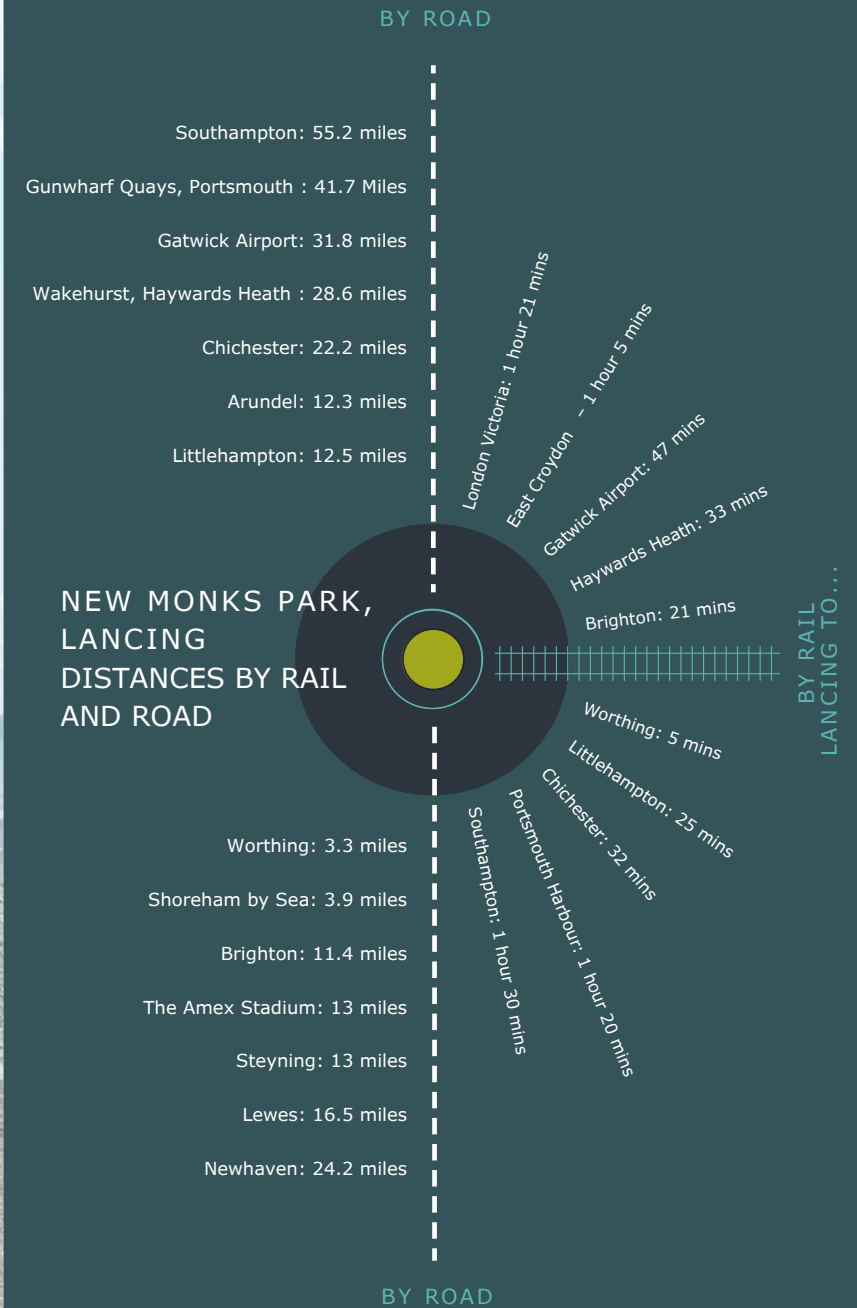 BY ROAD
Southampton: 55.2 miles
Gunwharf Quays, Portsmouth : 41.7 Miles
Gatwick Airport: 31.8 miles
Wakehurst, Haywards Heath : 28.6 miles
Chichester: 22.2 miles
Arundel: 12.3 miles
Littlehampton: 12.5 miles
London Victoria: 1 hour 21 mins
East Croydon – 1 hour 5 mins
Gatwick Airport: 47 mins
Haywards Heath: 33 mins
Brighton: 21 mins
NEW MONKS PARK,
LANCING
DISTANCES BY RAIL
AND ROAD
BY RAIL
LANCING TO...
Worthing: 5 mins
Littlehampton: 25 mins
Chichester: 32 mins
Portsmouth Harbour: 1 hour 20 mins
Southampton: 1 hour 30 mins
Worthing: 3.3 miles
Shoreham by Sea: 3.9 miles
Brighton: 11.4 miles
The Amex Stadium: 13 miles
Steyning: 13 miles
Lewes: 16.5 miles
Newhaven: 24.2 miles
BY ROAD